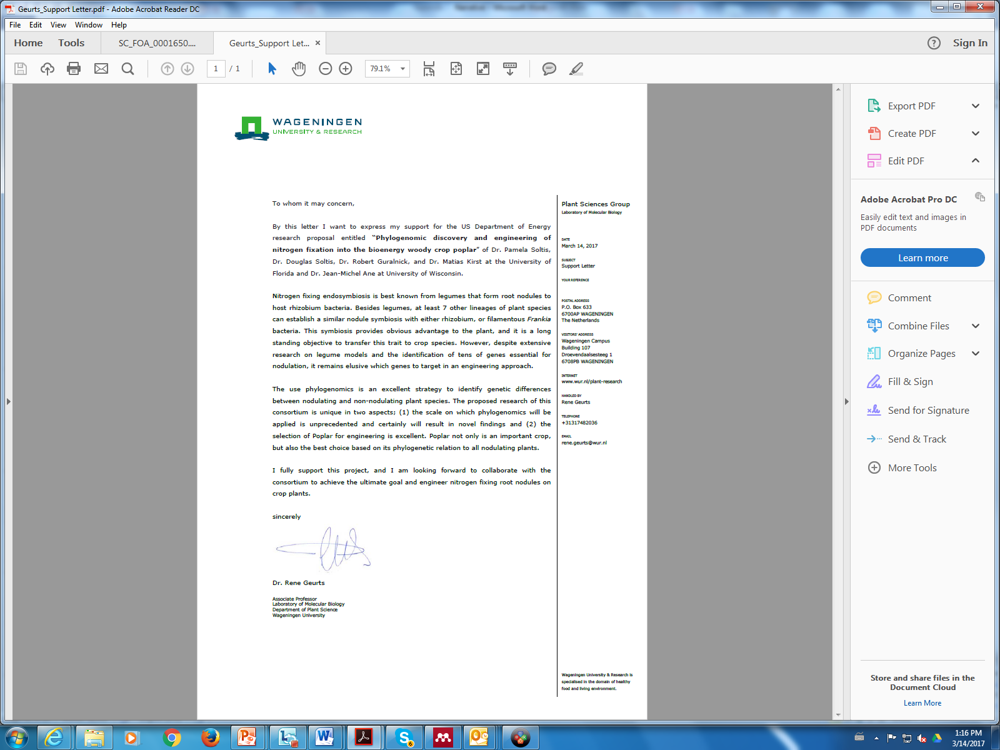 Geurts_Support Letter.pdf - Adobe Acrobat Reader DC
File Edit View Window Help
Home Tools SC_FOA_0001650.... Geurts_Support Let... Sign In
1 / 1 79.1%
WAGENINGEN
UNIVERSITY & RESEARCH
To whom it may concern,
By this letter I want to express my support for the US Department of Energy
research proposal entitled "Phylogenomic discovery and engineering of
nitrogen fixation into the bioenergy woody crop poplar" of Dr. Pamela Soltis,
Dr. Douglas Soltis, Dr. Robert Guralnick, and Dr. Matias Kirst at the University of
Florida and Dr. Jean-Michel Ane at University of Wisconsin.
Nitrogen fixing endosymbiosis is best known from legumes that form root nodules to
host rhizobium bacteria. Besides legumes, at least 7 other lineages of plant species
can establish a similar nodule symbiosis with either rhizobium, or filamentous Frankia
bacteria. This symbiosis provides obvious advantage to the plant, and it is a long
standing objective to transfer this trait to crop species. However, despite extensive
research on legume models and the identification of tens of genes essential for
nodulation, it remains elusive which genes to target in an engineering approach.
The use phylogenomics is an excellent strategy to identify genetic differences
between nodulating and non-nodulating plant species. The proposed research of this
consortium is unique in two aspects; (1) the scale on which phylogenomics will be
applied is unprecedented and certainly will result in novel findings and (2) the
selection of Poplar for engineering is excellent. Poplar not only is an important crop,
but also the best choice based on its phylogenetic relation to all nodulating plants.
I fully support this project, and I am looking forward to collaborate with the
consortium to achieve the ultimate goal and engineer nitrogen fixing root nodules on
crop plants.
sincerely
Dr. Rene Geurts
Associate Professor
Laboratory of Molecular Biology
Department of Plant Science
Wageningen University
Plant Sciences Group
Laboratory of Molecular Biology
DATE
March 14, 2017
SUBJECT
Support Letter
YOUR REFERENCE
POSTAL ADDRESS
P.O. Box 633
6700AP WAGENINGEN
The Netherlands
VISITORS' ADDRESS
Wageningen Campus
Building 107
Droevendaalsesteeg 1
6708PB WAGENINGEN
INTERNET
www.wur.nl/plant-research
HANDLED BY
Rene Geurts
TELEPHONE
+31317482036
EMAIL
rene.geurts@wur.nl
Wageningen University & Research is
specialised in the domain of healthy
food and living environment.
Export PDF
Create PDF
Edit PDF
Adobe Acrobat Pro DC
Easily edit text and images in
PDF documents
Learn more
Comment
Combine Files
Organize Pages
Fill & Sign
Send for Signature
Send & Track
More Tools
Store and share files in the
Document Cloud
Learn More
1:16 PM
3/14/2017